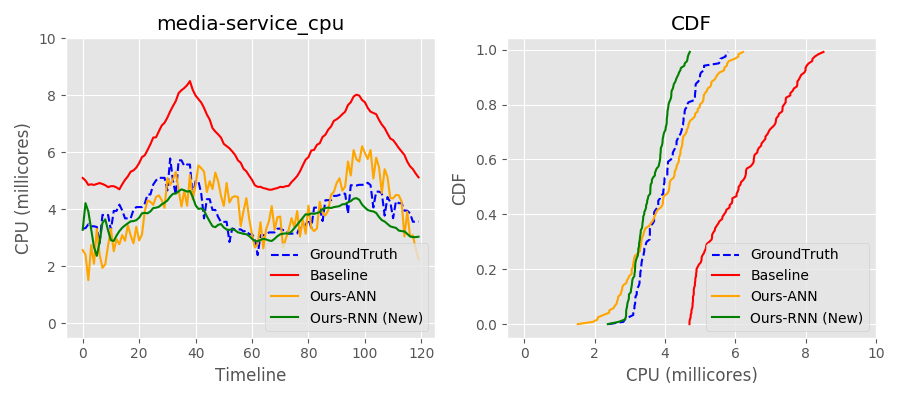 media-service_cpu
CPU (millicores)
10
8
6
4
2
0
0 20 40 60 80 100 120
Timeline
GroundTruth
Baseline
Ours-ANN
Ours-RNN (New)
CDF
CDF
1.0
0.8
0.6
0.4
0.2
0.0
0 2 4 6 8 10
CPU (millicores)
GroundTruth
Baseline
Ours-ANN
Ours-RNN (New)